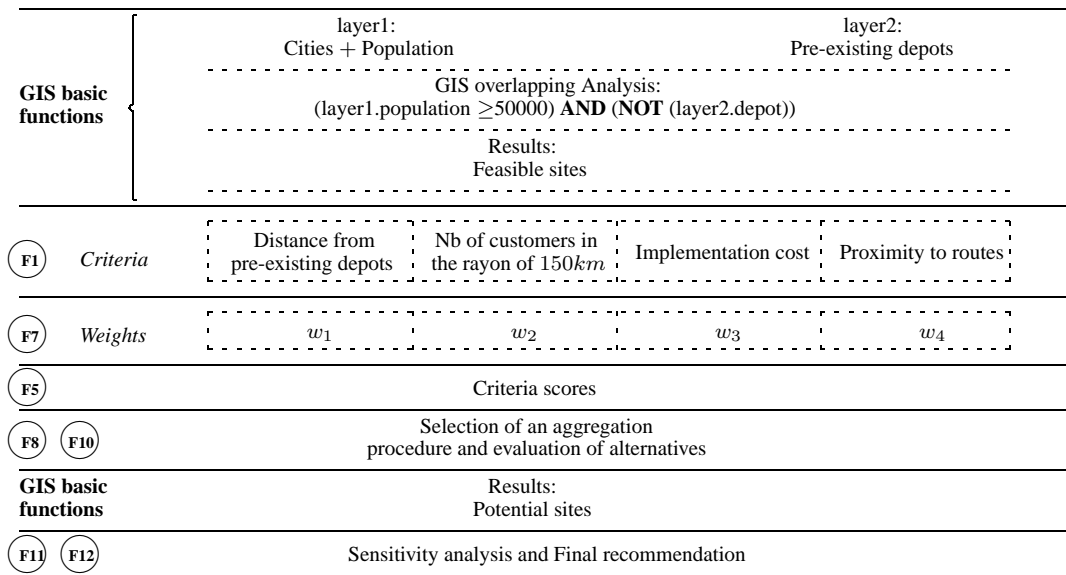 layer1:
Cities + Population
layer2:
Pre-existing depots
GIS basic
functions
GIS overlapping Analysis:
(layer1.population ≥50000) AND (NOT (layer2.depot))
Results:
Feasible sites
F1
Criteria
Distance from
pre-existing depots
Nb of customers in
the rayon of 150km
Implementation cost
Proximity to routes
F7
Weights
w1
w2
w3
w4
F5
Criteria scores
F8
F10
Selection of an aggregation
procedure and evaluation of alternatives
GIS basic
functions
Results:
Potential sites
F11
F12
Sensitivity analysis and Final recommendation